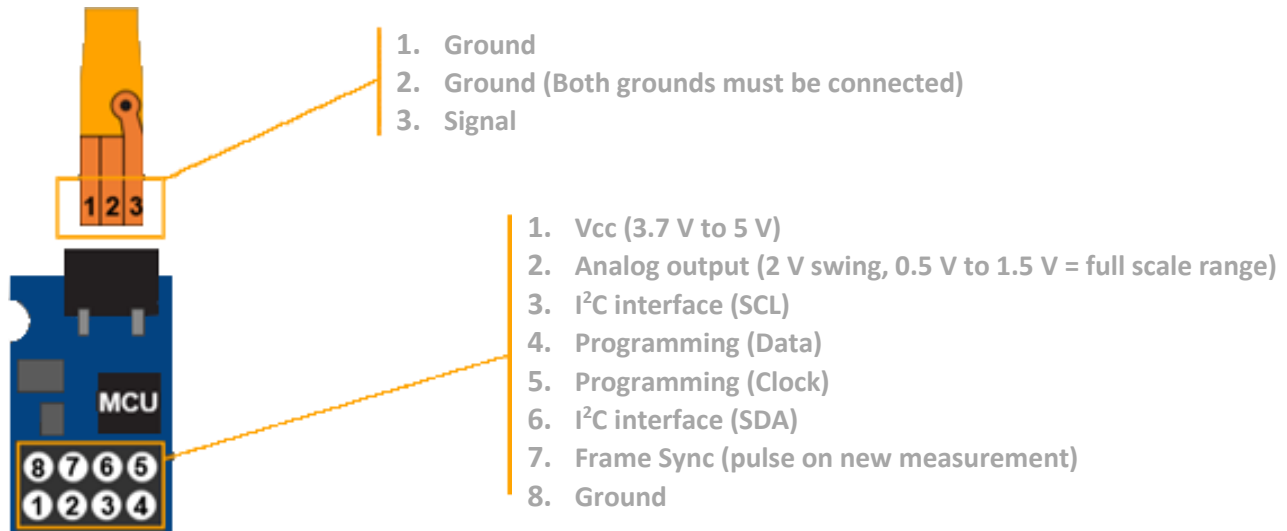 1. Ground
2. Ground (Both grounds must be connected)
3. Signal
1 2 3
1. Vcc (3.7 V to 5 V)
2. Analog output (2 V swing, 0.5 V to 1.5 V = full scale range)
3. I²C interface (SCL)
4. Programming (Data)
5. Programming (Clock)
6. I²C interface (SDA)
7. Frame Sync (pulse on new measurement)
8. Ground
MCU
8 7 6 5
1 2 3 4